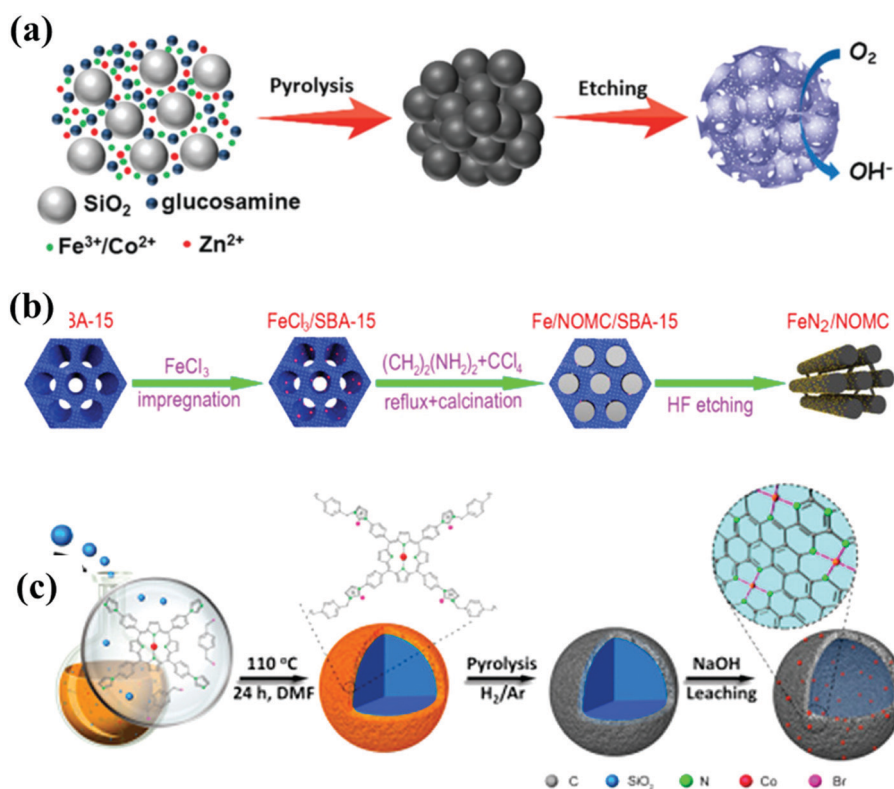 (a)
Pyrolysis
Etching
O₂
OH-
SiO₂ glucosamine
Fe³⁺/Co²⁺ Zn²⁺
(b)
BA-15
FeCl₃/SBA-15
Fe/NOMC/SBA-15
FeN₂/NOMC
FeCl₃
impregnation
(CH₂)₂(NH₂)₂+CCl₄
reflux+calcination
HF etching
(c)
110 °C
24 h, DMF
Pyrolysis
H₂/Ar
NaOH
Leaching
C SiO₂ N Co Br